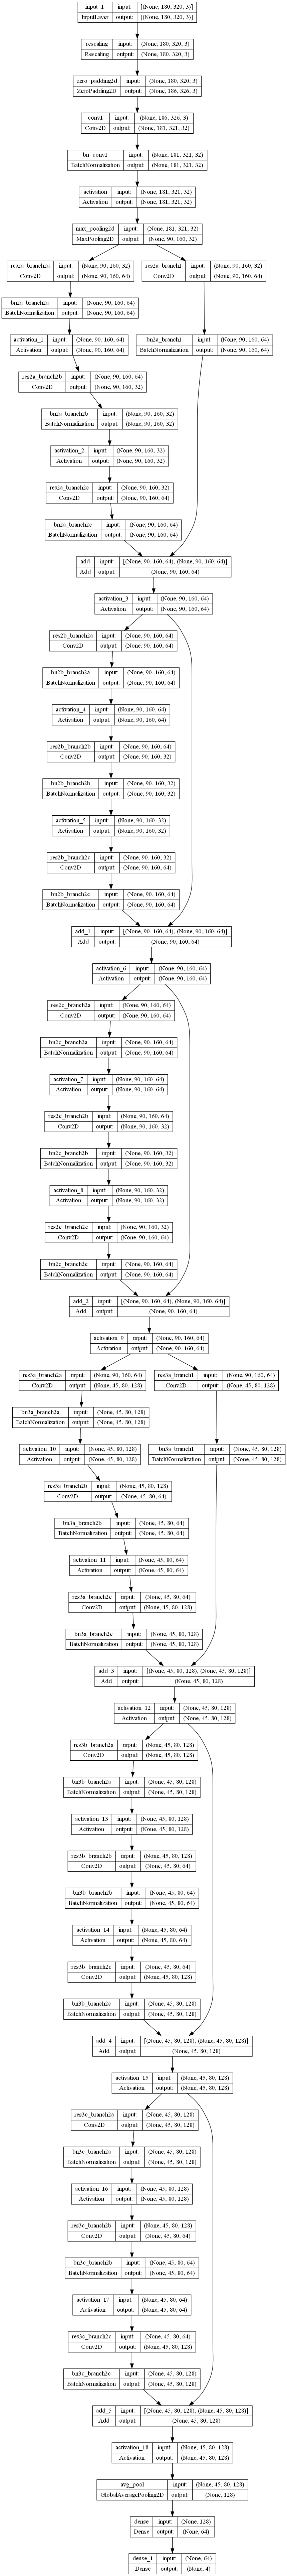 input_1 input: [(None, 180, 320, 3)]
InputLayer output: [(None, 180, 320, 3)]
rescaling input: (None, 180, 320, 3)
Rescaling output: (None, 180, 320, 3)
zero_padding2d input: (None, 180, 320, 3)
ZeroPadding2D output: (None, 186, 326, 3)
conv1 input: (None, 186, 326, 3)
Conv2D output: (None, 181, 321, 32)
bn_conv1 input: (None, 181, 321, 32)
BatchNormalization output: (None, 181, 321, 32)
activation input: (None, 181, 321, 32)
Activation output: (None, 181, 321, 32)
max_pooling2d input: (None, 181, 321, 32)
MaxPooling2D output: (None, 90, 160, 32)
res2a_branch2a input: (None, 90, 160, 32)
Conv2D output: (None, 90, 160, 64)
res2a_branch1 input: (None, 90, 160, 32)
Conv2D output: (None, 90, 160, 64)
bn2a_branch2a input: (None, 90, 160, 64)
BatchNormalization output: (None, 90, 160, 64)
activation_1 input: (None, 90, 160, 64)
Activation output: (None, 90, 160, 64)
bn2a_branch1 input: (None, 90, 160, 64)
BatchNormalization output: (None, 90, 160, 64)
res2a_branch2b input: (None, 90, 160, 64)
Conv2D output: (None, 90, 160, 32)
bn2a_branch2b input: (None, 90, 160, 32)
BatchNormalization output: (None, 90, 160, 32)
activation_2 input: (None, 90, 160, 32)
Activation output: (None, 90, 160, 32)
res2a_branch2c input: (None, 90, 160, 32)
Conv2D output: (None, 90, 160, 64)
bn2a_branch2c input: (None, 90, 160, 64)
BatchNormalization output: (None, 90, 160, 64)
add input: [(None, 90, 160, 64), (None, 90, 160, 64)]
Add output: (None, 90, 160, 64)
activation_3 input: (None, 90, 160, 64)
Activation output: (None, 90, 160, 64)
res2b_branch2a input: (None, 90, 160, 64)
Conv2D output: (None, 90, 160, 64)
bn2b_branch2a input: (None, 90, 160, 64)
BatchNormalization output: (None, 90, 160, 64)
activation_4 input: (None, 90, 160, 64)
Activation output: (None, 90, 160, 64)
res2b_branch2b input: (None, 90, 160, 64)
Conv2D output: (None, 90, 160, 32)
bn2b_branch2b input: (None, 90, 160, 32)
BatchNormalization output: (None, 90, 160, 32)
activation_5 input: (None, 90, 160, 32)
Activation output: (None, 90, 160, 32)
res2b_branch2c input: (None, 90, 160, 32)
Conv2D output: (None, 90, 160, 64)
bn2b_branch2c input: (None, 90, 160, 64)
BatchNormalization output: (None, 90, 160, 64)
add_1 input: [(None, 90, 160, 64), (None, 90, 160, 64)]
Add output: (None, 90, 160, 64)
activation_6 input: (None, 90, 160, 64)
Activation output: (None, 90, 160, 64)
res2c_branch2a input: (None, 90, 160, 64)
Conv2D output: (None, 90, 160, 64)
bn2c_branch2a input: (None, 90, 160, 64)
BatchNormalization output: (None, 90, 160, 64)
activation_7 input: (None, 90, 160, 64)
Activation output: (None, 90, 160, 64)
res2c_branch2b input: (None, 90, 160, 64)
Conv2D output: (None, 90, 160, 32)
bn2c_branch2b input: (None, 90, 160, 32)
BatchNormalization output: (None, 90, 160, 32)
activation_8 input: (None, 90, 160, 32)
Activation output: (None, 90, 160, 32)
res2c_branch2c input: (None, 90, 160, 32)
Conv2D output: (None, 90, 160, 64)
bn2c_branch2c input: (None, 90, 160, 64)
BatchNormalization output: (None, 90, 160, 64)
add_2 input: [(None, 90, 160, 64), (None, 90, 160, 64)]
Add output: (None, 90, 160, 64)
activation_9 input: (None, 90, 160, 64)
Activation output: (None, 90, 160, 64)
res3a_branch2a input: (None, 90, 160, 64)
Conv2D output: (None, 45, 80, 128)
res3a_branch1 input: (None, 90, 160, 64)
Conv2D output: (None, 45, 80, 128)
bn3a_branch2a input: (None, 45, 80, 128)
BatchNormalization output: (None, 45, 80, 128)
activation_10 input: (None, 45, 80, 128)
Activation output: (None, 45, 80, 128)
bn3a_branch1 input: (None, 45, 80, 128)
BatchNormalization output: (None, 45, 80, 128)
res3a_branch2b input: (None, 45, 80, 128)
Conv2D output: (None, 45, 80, 64)
bn3a_branch2b input: (None, 45, 80, 64)
BatchNormalization output: (None, 45, 80, 64)
activation_11 input: (None, 45, 80, 64)
Activation output: (None, 45, 80, 64)
res3a_branch2c input: (None, 45, 80, 64)
Conv2D output: (None, 45, 80, 128)
bn3a_branch2c input: (None, 45, 80, 128)
BatchNormalization output: (None, 45, 80, 128)
add_3 input: [(None, 45, 80, 128), (None, 45, 80, 128)]
Add output: (None, 45, 80, 128)
activation_12 input: (None, 45, 80, 128)
Activation output: (None, 45, 80, 128)
res3b_branch2a input: (None, 45, 80, 128)
Conv2D output: (None, 45, 80, 128)
bn3b_branch2a input: (None, 45, 80, 128)
BatchNormalization output: (None, 45, 80, 128)
activation_13 input: (None, 45, 80, 128)
Activation output: (None, 45, 80, 128)
res3b_branch2b input: (None, 45, 80, 128)
Conv2D output: (None, 45, 80, 64)
bn3b_branch2b input: (None, 45, 80, 64)
BatchNormalization output: (None, 45, 80, 64)
activation_14 input: (None, 45, 80, 64)
Activation output: (None, 45, 80, 64)
res3b_branch2c input: (None, 45, 80, 64)
Conv2D output: (None, 45, 80, 128)
bn3b_branch2c input: (None, 45, 80, 128)
BatchNormalization output: (None, 45, 80, 128)
add_4 input: [(None, 45, 80, 128), (None, 45, 80, 128)]
Add output: (None, 45, 80, 128)
activation_15 input: (None, 45, 80, 128)
Activation output: (None, 45, 80, 128)
res3c_branch2a input: (None, 45, 80, 128)
Conv2D output: (None, 45, 80, 128)
bn3c_branch2a input: (None, 45, 80, 128)
BatchNormalization output: (None, 45, 80, 128)
activation_16 input: (None, 45, 80, 128)
Activation output: (None, 45, 80, 128)
res3c_branch2b input: (None, 45, 80, 128)
Conv2D output: (None, 45, 80, 64)
bn3c_branch2b input: (None, 45, 80, 64)
BatchNormalization output: (None, 45, 80, 64)
activation_17 input: (None, 45, 80, 64)
Activation output: (None, 45, 80, 64)
res3c_branch2c input: (None, 45, 80, 64)
Conv2D output: (None, 45, 80, 128)
bn3c_branch2c input: (None, 45, 80, 128)
BatchNormalization output: (None, 45, 80, 128)
add_5 input: [(None, 45, 80, 128), (None, 45, 80, 128)]
Add output: (None, 45, 80, 128)
activation_18 input: (None, 45, 80, 128)
Activation output: (None, 45, 80, 128)
avg_pool input: (None, 45, 80, 128)
GlobalAveragePooling2D output: (None, 128)
dense input: (None, 128)
Dense output: (None, 64)
dense_1 input: (None, 64)
Dense output: (None, 4)